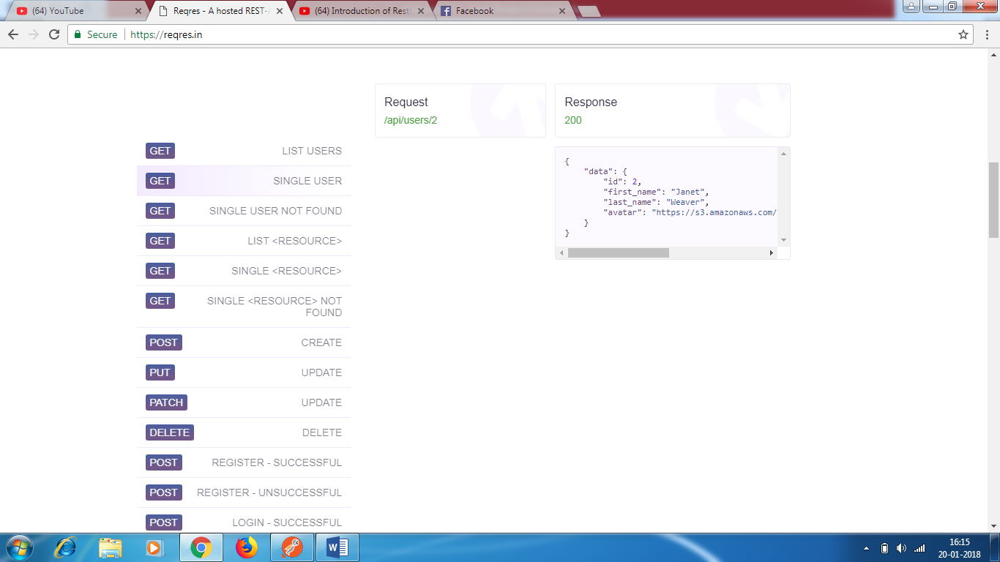 (64) YouTube
Reqres - A hosted REST-A
(64) Introduction of Rest
Facebook
Secure
https://reqres.in
Request
/api/users/2
Response
200
GET LIST USERS
GET SINGLE USER
GET SINGLE USER NOT FOUND
GET LIST <RESOURCE>
GET SINGLE <RESOURCE>
GET SINGLE <RESOURCE> NOT
FOUND
POST CREATE
PUT UPDATE
PATCH UPDATE
DELETE DELETE
POST REGISTER - SUCCESSFUL
POST REGISTER - UNSUCCESSFUL
POST LOGIN - SUCCESSFUL
{
"data": {
"id": 2,
"first_name": "Janet",
"last_name": "Weaver",
"avatar": "https://s3.amazonaws.com/
}
}
16:15
20-01-2018